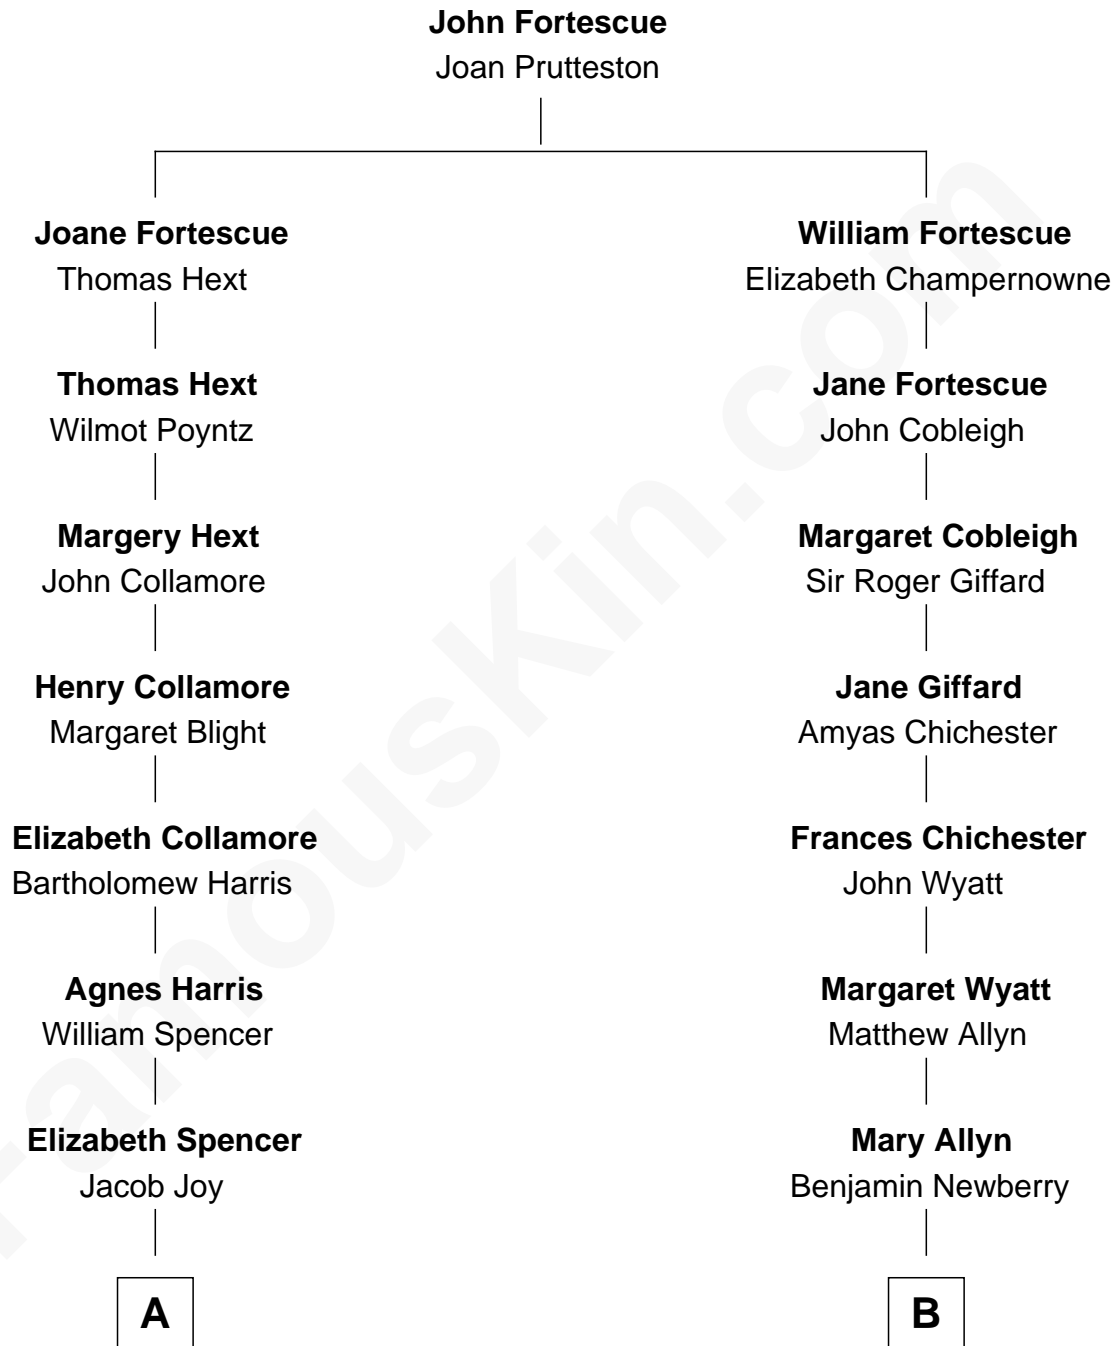 John Fortescue
Joan Prutteston
Joane Fortescue
Thomas Hext
William Fortescue
Elizabeth Champernowne
Thomas Hext
Wilmot Poyntz
Jane Fortescue
John Cobleigh
Margery Hext
John Collamore
Margaret Cobleigh
Sir Roger Giffard
Henry Collamore
Margaret Blight
Jane Giffard
Amyas Chichester
Elizabeth Collamore
Bartholomew Harris
Frances Chichester
John Wyatt
Agnes Harris
William Spencer
Margaret Wyatt
Matthew Allyn
Elizabeth Spencer
Jacob Joy
Mary Allyn
Benjamin Newberry
A
B
FamousKin.com